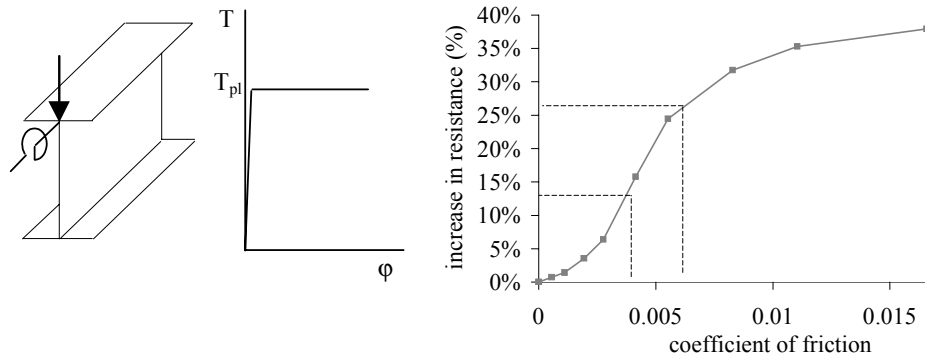 T
T_pl
φ
increase in resistance (%)
40%
35%
30%
25%
20%
15%
10%
5%
0%
0 0.005 0.01 0.015
coefficient of friction